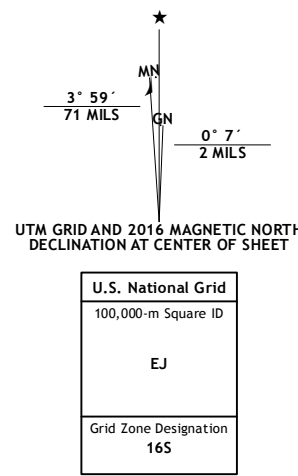 ★
MN
3° 59´
71 MILS
GN
0° 7´
2 MILS
UTM GRID AND 2016 MAGNETIC NORTH
DECLINATION AT CENTER OF SHEET
U.S. National Grid
100,000-m Square ID
EJ
Grid Zone Designation
16S